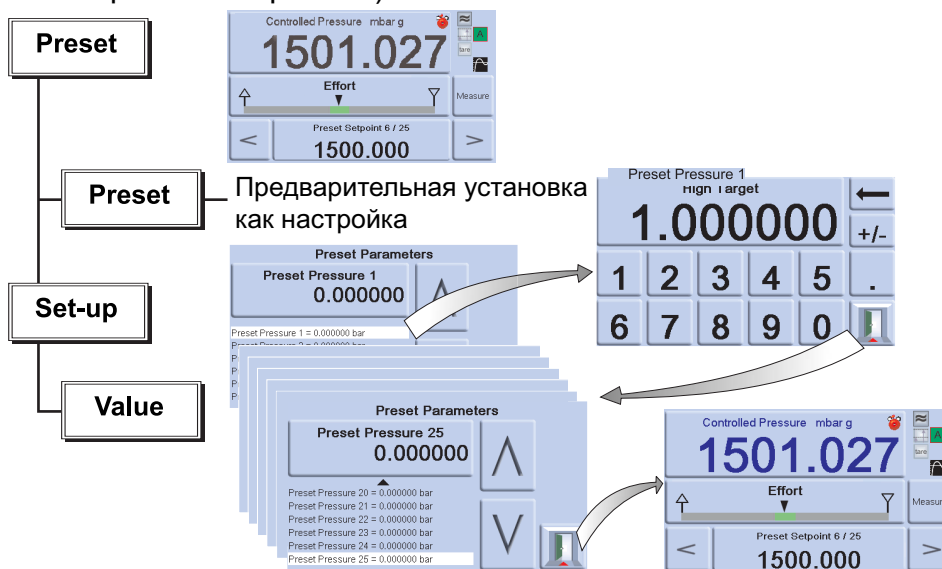 Preset
Controlled Pressure mbar g
1501.027
A
tare
Effort
Measure
<
Preset Setpoint 6 / 25
1500.000
>
Preset
Предварительная установка
как настройка
Preset Pressure 1
High Target
1.000000
+/-
1 2 3 4 5 .
6 7 8 9 0
Preset Parameters
Preset Pressure 1
0.000000
Preset Pressure 1 = 0.000000 bar
Set-up
Value
Preset Parameters
Preset Pressure 25
0.000000
Preset Pressure 20 = 0.000000 bar
Preset Pressure 21 = 0.000000 bar
Preset Pressure 22 = 0.000000 bar
Preset Pressure 23 = 0.000000 bar
Preset Pressure 24 = 0.000000 bar
Preset Pressure 25 = 0.000000 bar
Controlled Pressure mbar g
1501.027
A
tare
Effort
Measur
<
Preset Setpoint 6 / 25
1500.000
>